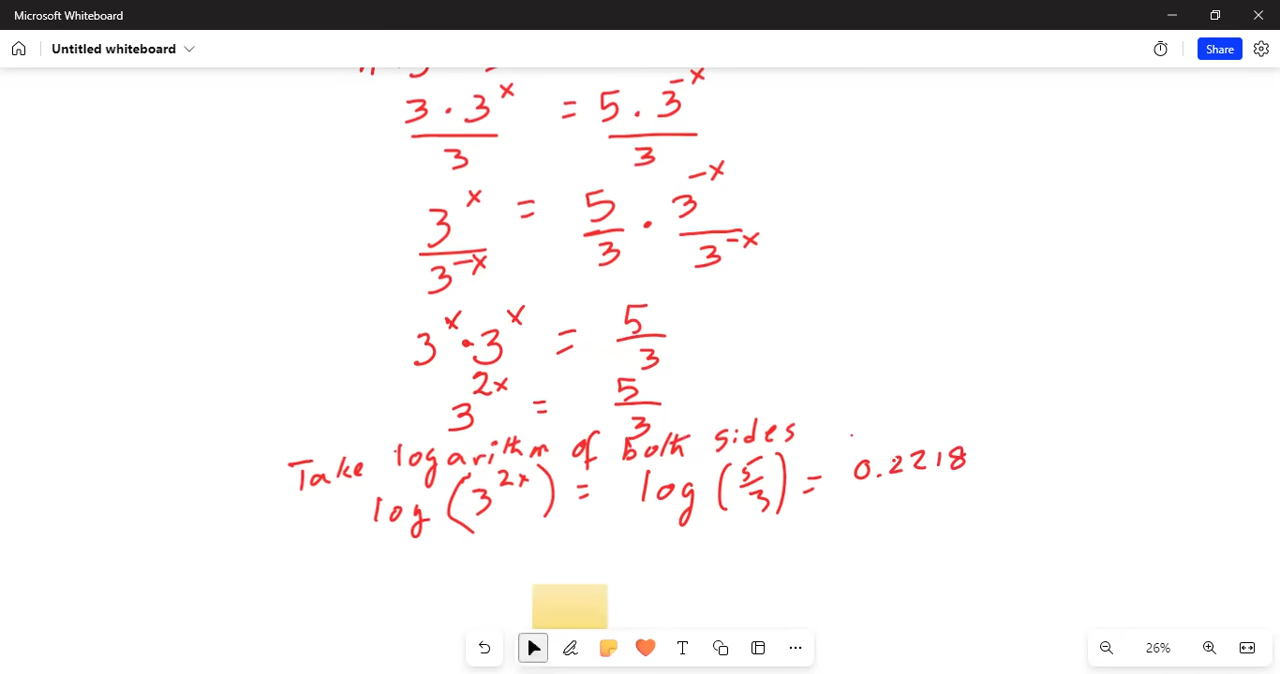 Microsoft Whiteboard
Untitled whiteboard
Share
3 · 3^x = 5 · 3^-x
3 3
3^x = 5 · 3^-x
3^-x 3 3^-x
3^x · 3^x = 5
3
3^2x = 5
3
Take logarithm of both sides
log (3^2x) = log (5/3) = 0.2218
26%